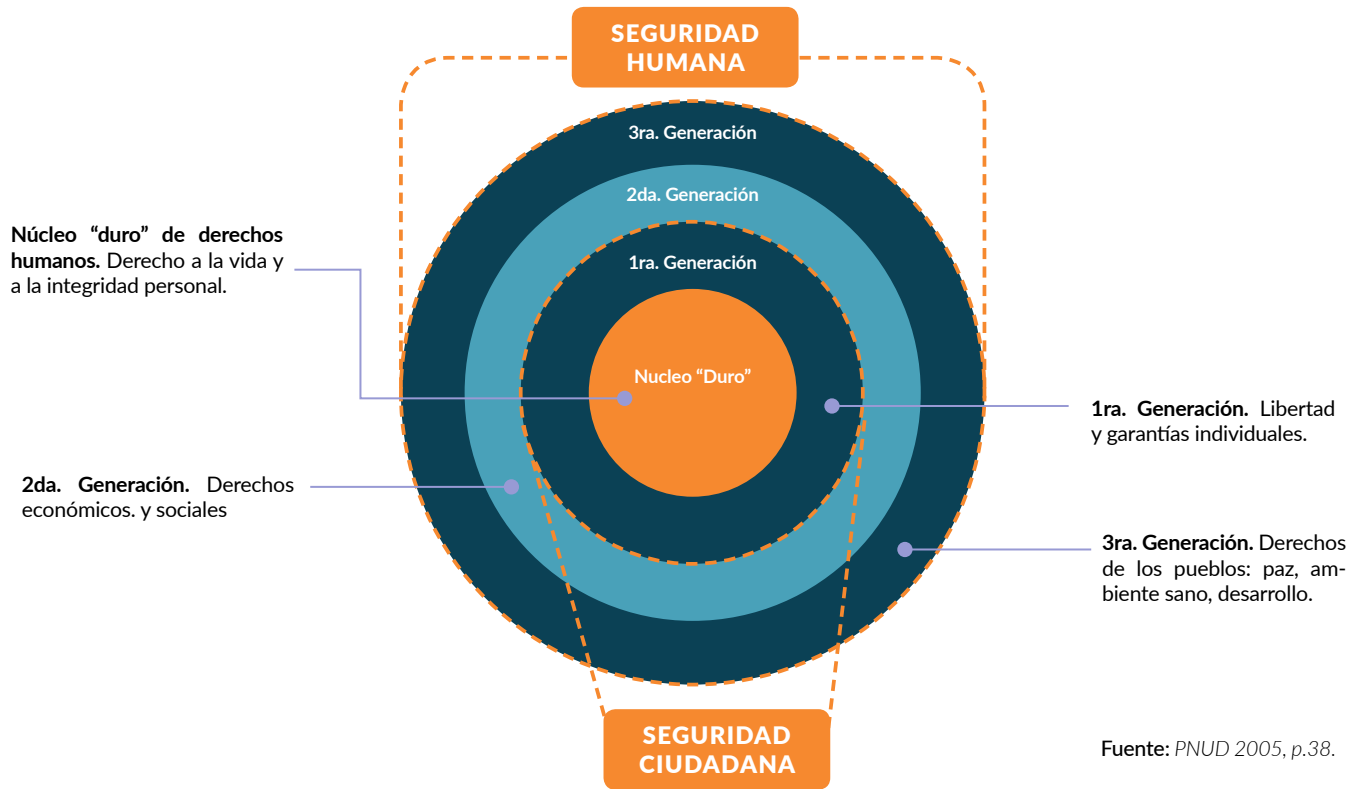 SEGURIDAD
HUMANA
3ra. Generación
2da. Generación
1ra. Generación
Nucleo “Duro”
Núcleo “duro” de derechos
humanos. Derecho a la vida y
a la integridad personal.
2da. Generación. Derechos
económicos. y sociales
1ra. Generación. Libertad
y garantías individuales.
3ra. Generación. Derechos
de los pueblos: paz, am-
biente sano, desarrollo.
SEGURIDAD
CIUDADANA
Fuente: PNUD 2005, p.38.